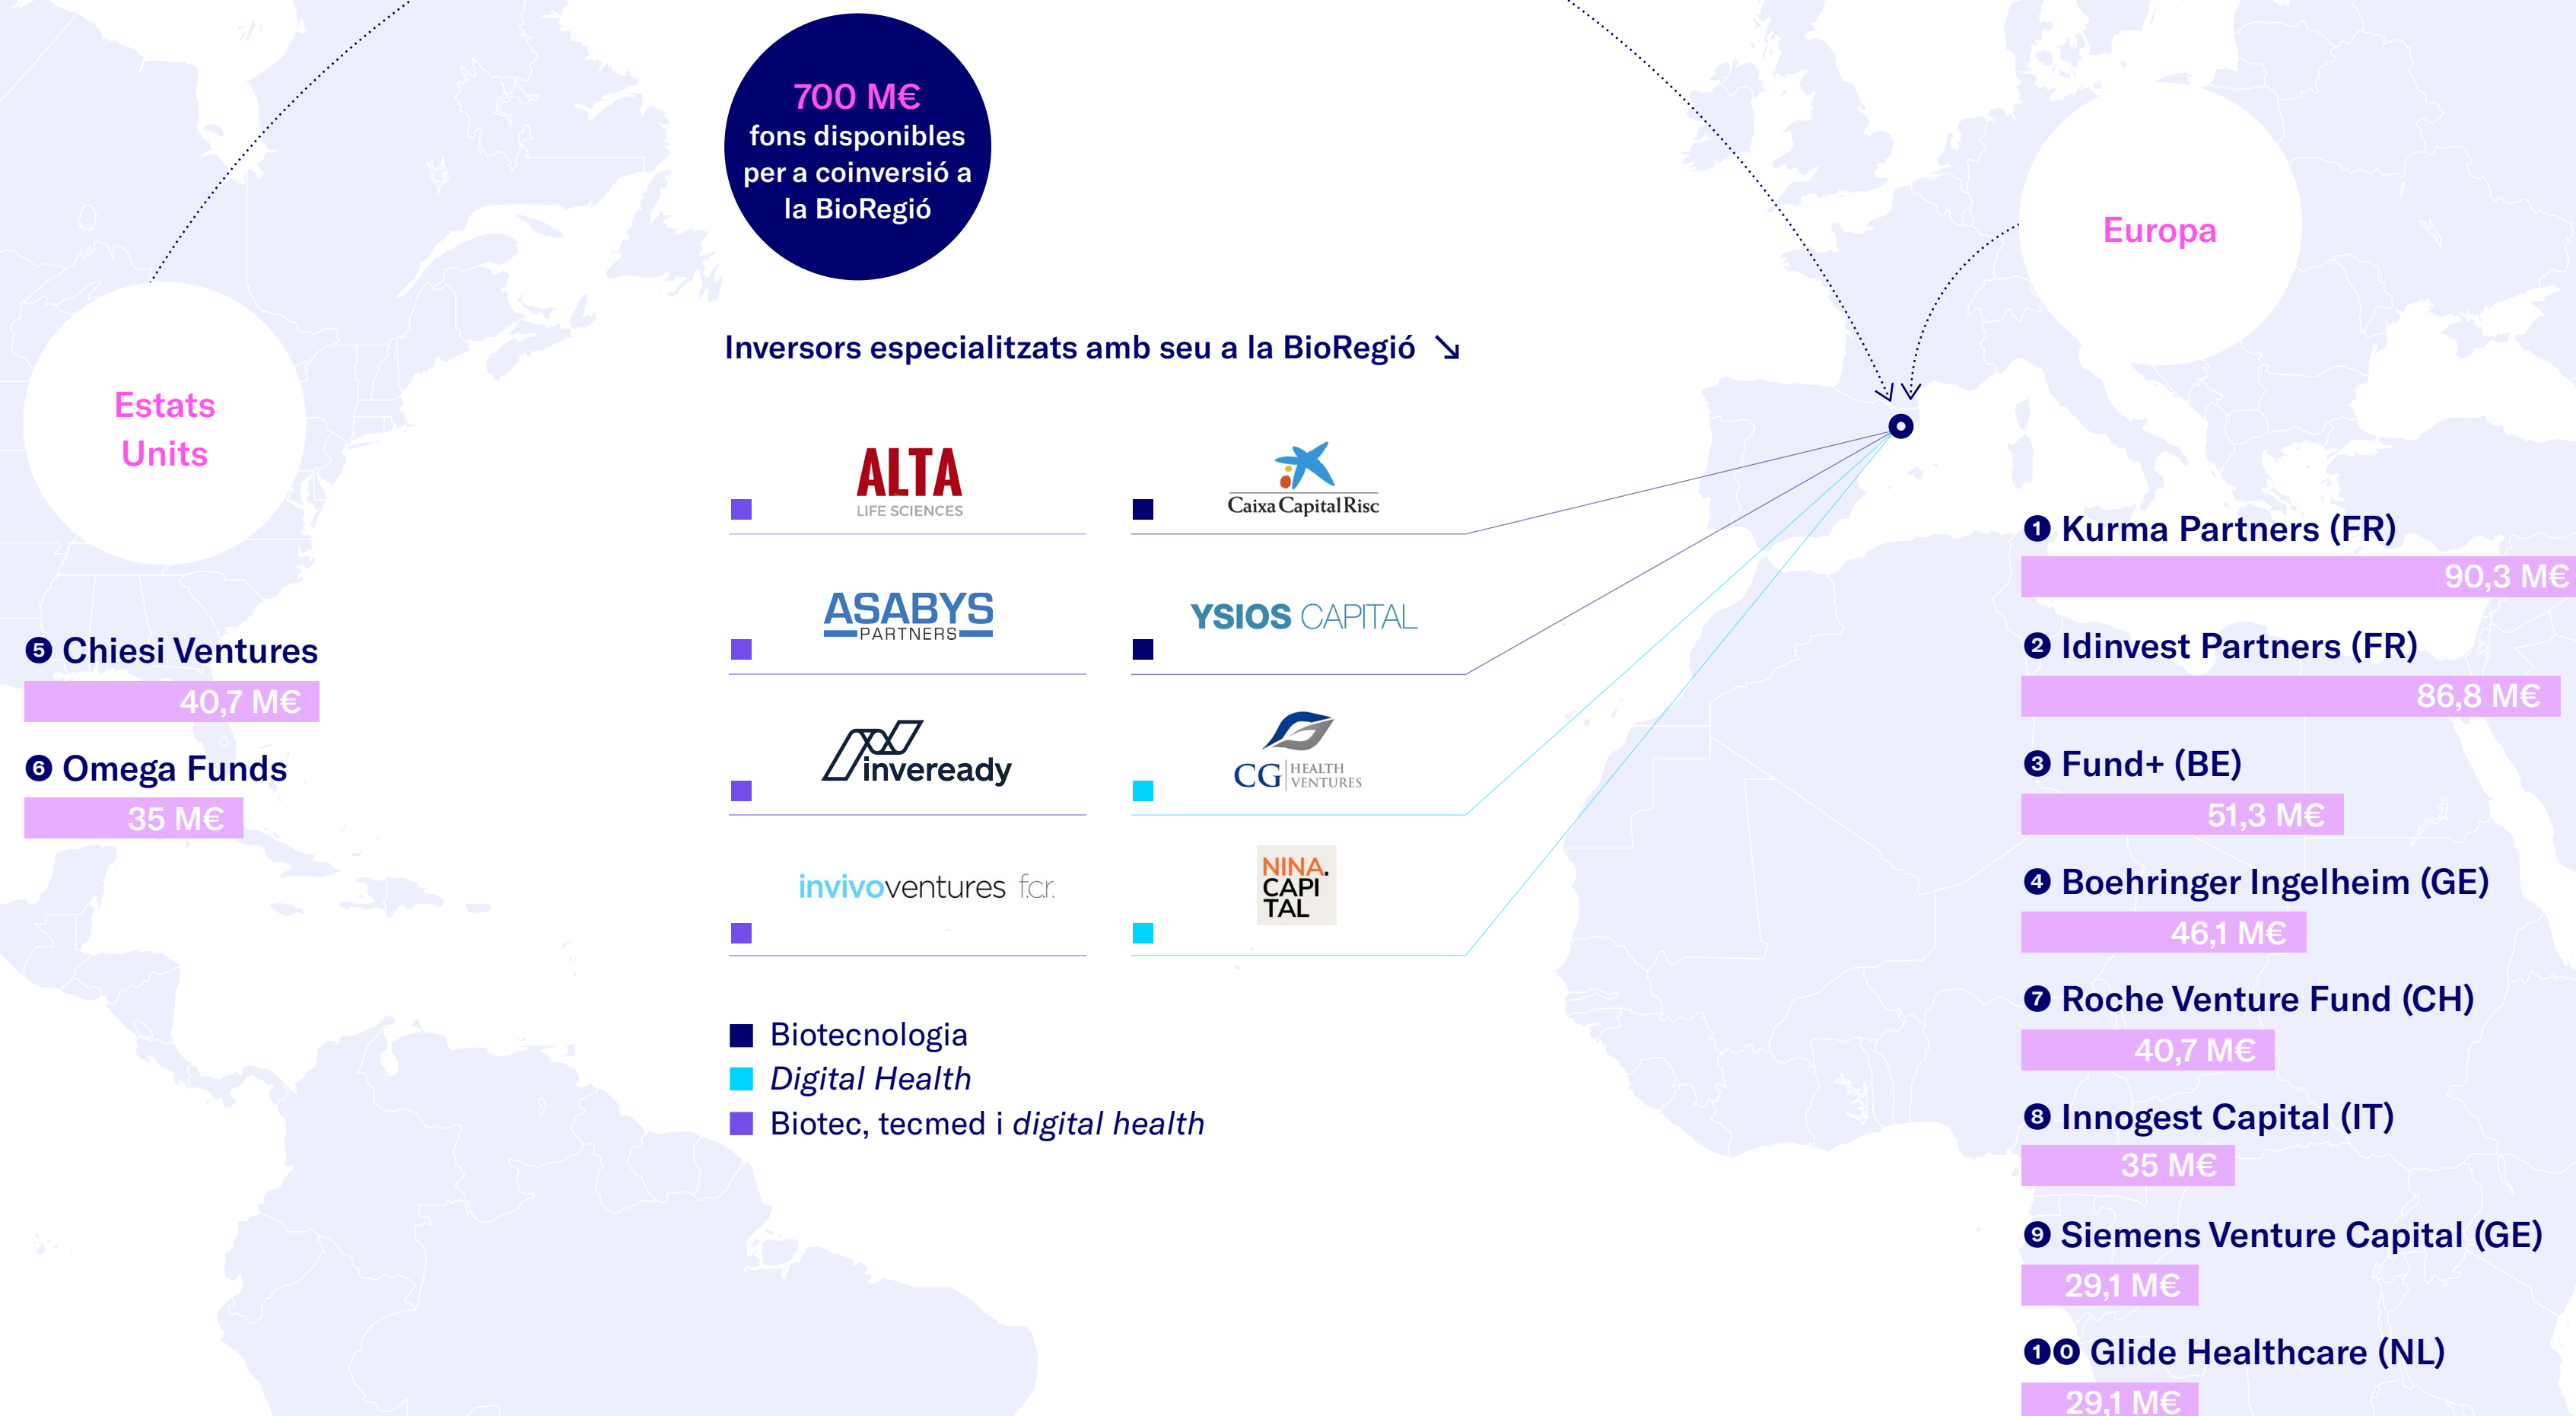 700 M€
fons disponibles
per a coinversió a
la BioRegió
Estats
Units
❺ Chiesi Ventures
40,7 M€
❻ Omega Funds
35 M€
Inversors especialitzats amb seu a la BioRegió ↘
ALTA
LIFE SCIENCES
Caixa Capital Risc
ASABYS
PARTNERS
YSIOS CAPITAL
inveready
CG HEALTH
VENTURES
invivoventures f.c.r.
NINA.
CAPI
TAL
Biotecnologia
Digital Health
Biotec, tecmed i digital health
Europa
❶ Kurma Partners (FR)
90,3 M€
❷ Idinvest Partners (FR)
86,8 M€
❸ Fund+ (BE)
51,3 M€
❹ Boehringer Ingelheim (GE)
46,1 M€
❼ Roche Venture Fund (CH)
40,7 M€
❽ Innogest Capital (IT)
35 M€
❾ Siemens Venture Capital (GE)
29,1 M€
❶⓿ Glide Healthcare (NL)
29,1 M€